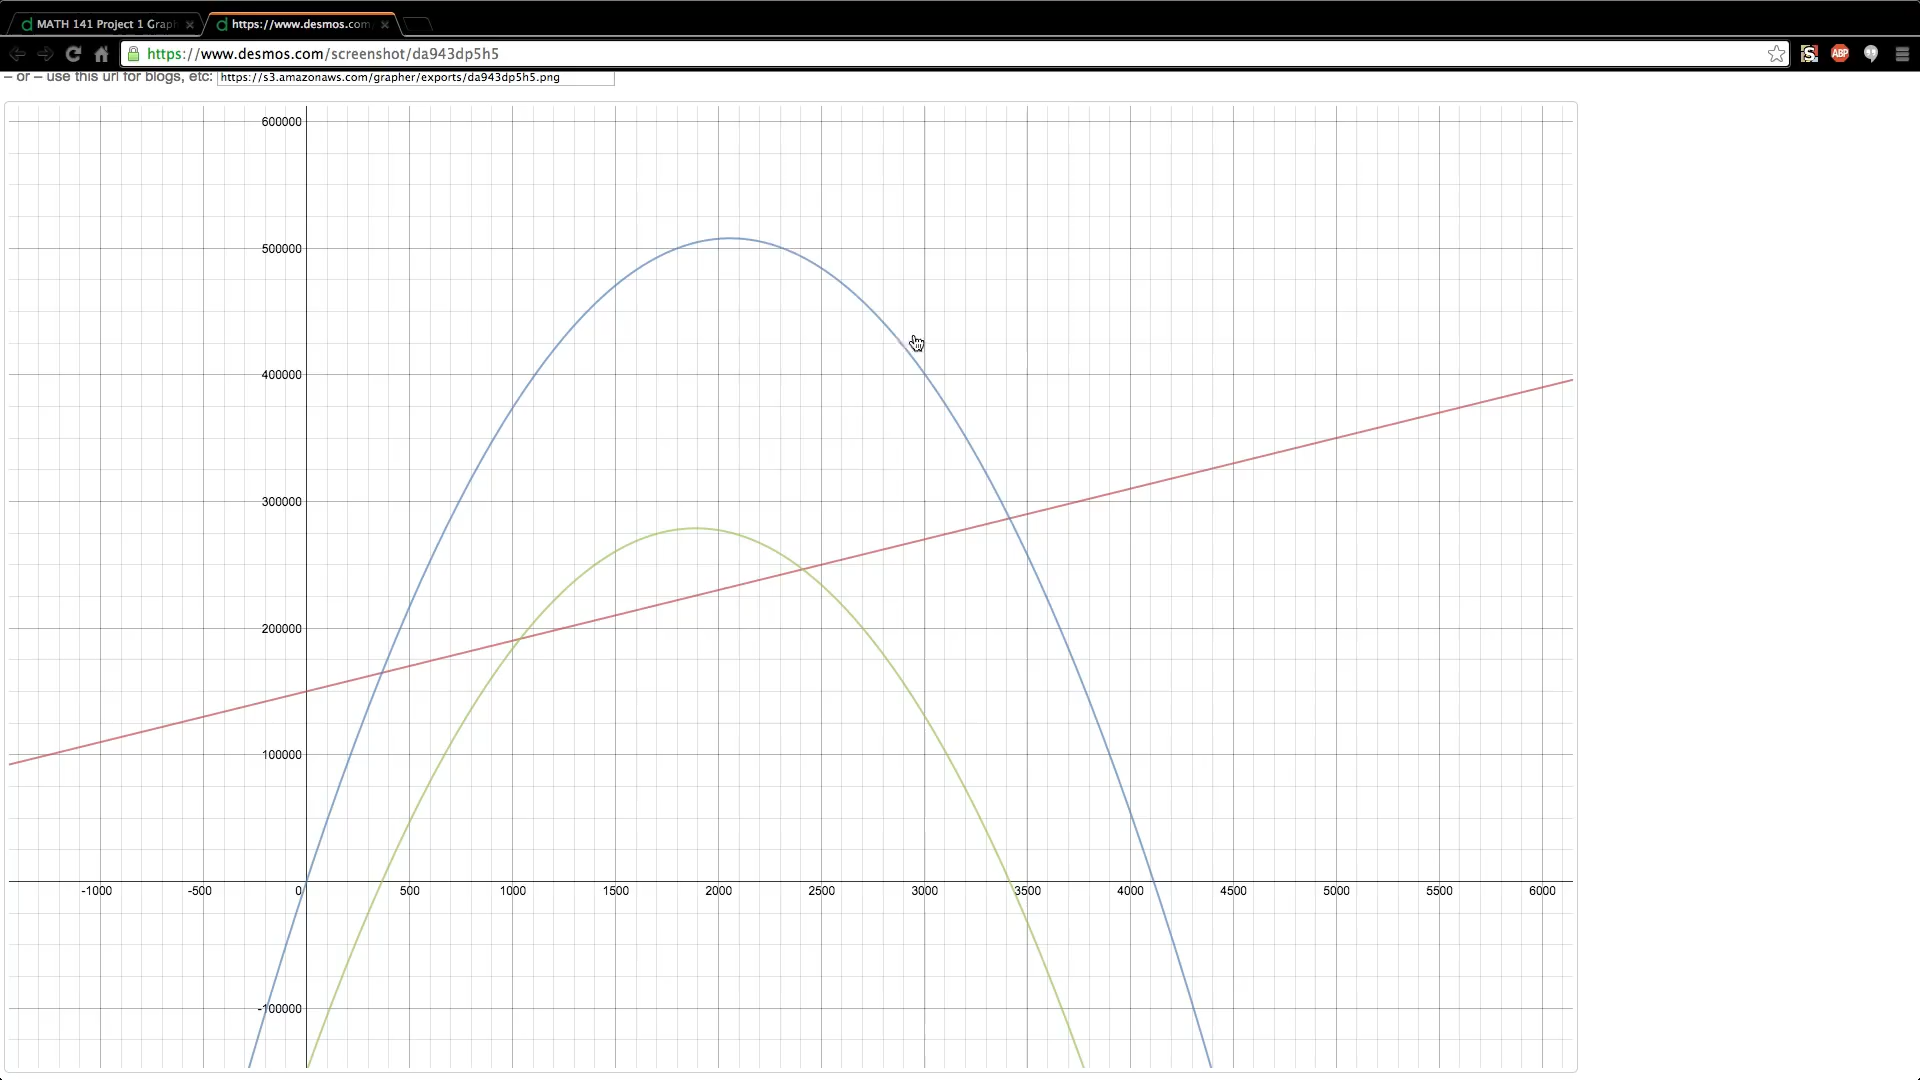 MATH 141 Project 1 Grap
https://www.desmos.com
https://www.desmos.com/screenshot/da943dp5h5
S ABP
– or – use this url for blogs, etc: https://s3.amazonaws.com/grapher/exports/da943dp5h5.png
600000
500000
400000
300000
200000
100000
-1000 -500 0 500 1000 1500 2000 2500 3000 3500 4000 4500 5000 5500 6000
-100000